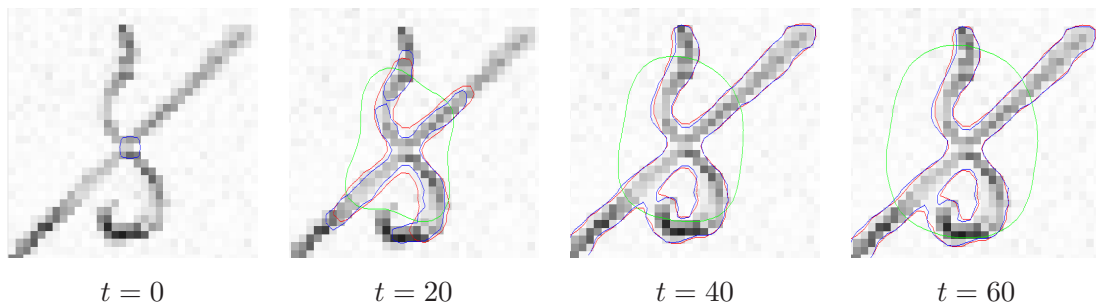 t = 0
t = 20
t = 40
t = 60